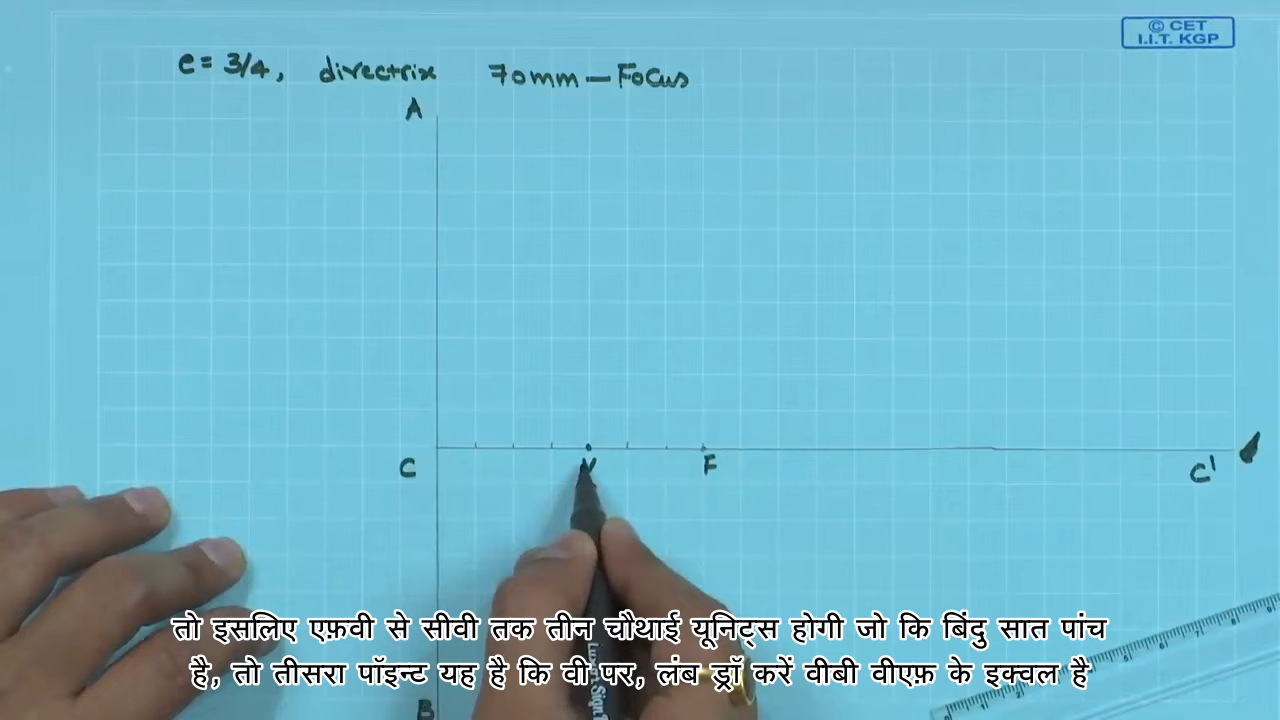 © CET
I.I.T. KGP
e = 3/4, directrix 70mm — Focus
A
C V F C'
B
तो इसलिए एफ़वी से सीवी तक तीन चौथाई यूनिट्स होगी जो कि बिंदु सात पांच
है, तो तीसरा पॉइन्ट यह है कि वी पर, लंब ड्रॉ करें वीबी वीएफ़ के इक्वल है